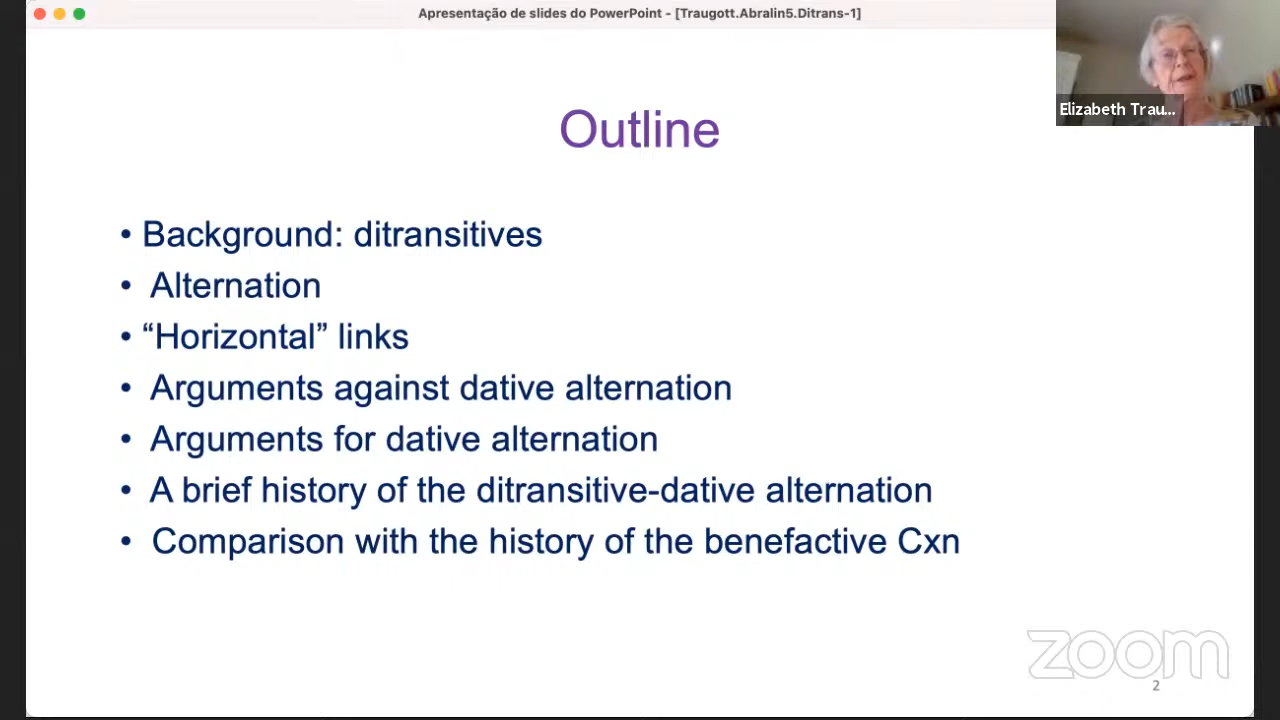 Apresentação de slides do PowerPoint - [Traugott.Abralin5.Ditrans-1]
Elizabeth Trau...
Outline
• Background: ditransitives
• Alternation
• “Horizontal” links
• Arguments against dative alternation
• Arguments for dative alternation
• A brief history of the ditransitive-dative alternation
• Comparison with the history of the benefactive Cxn
zoom
2